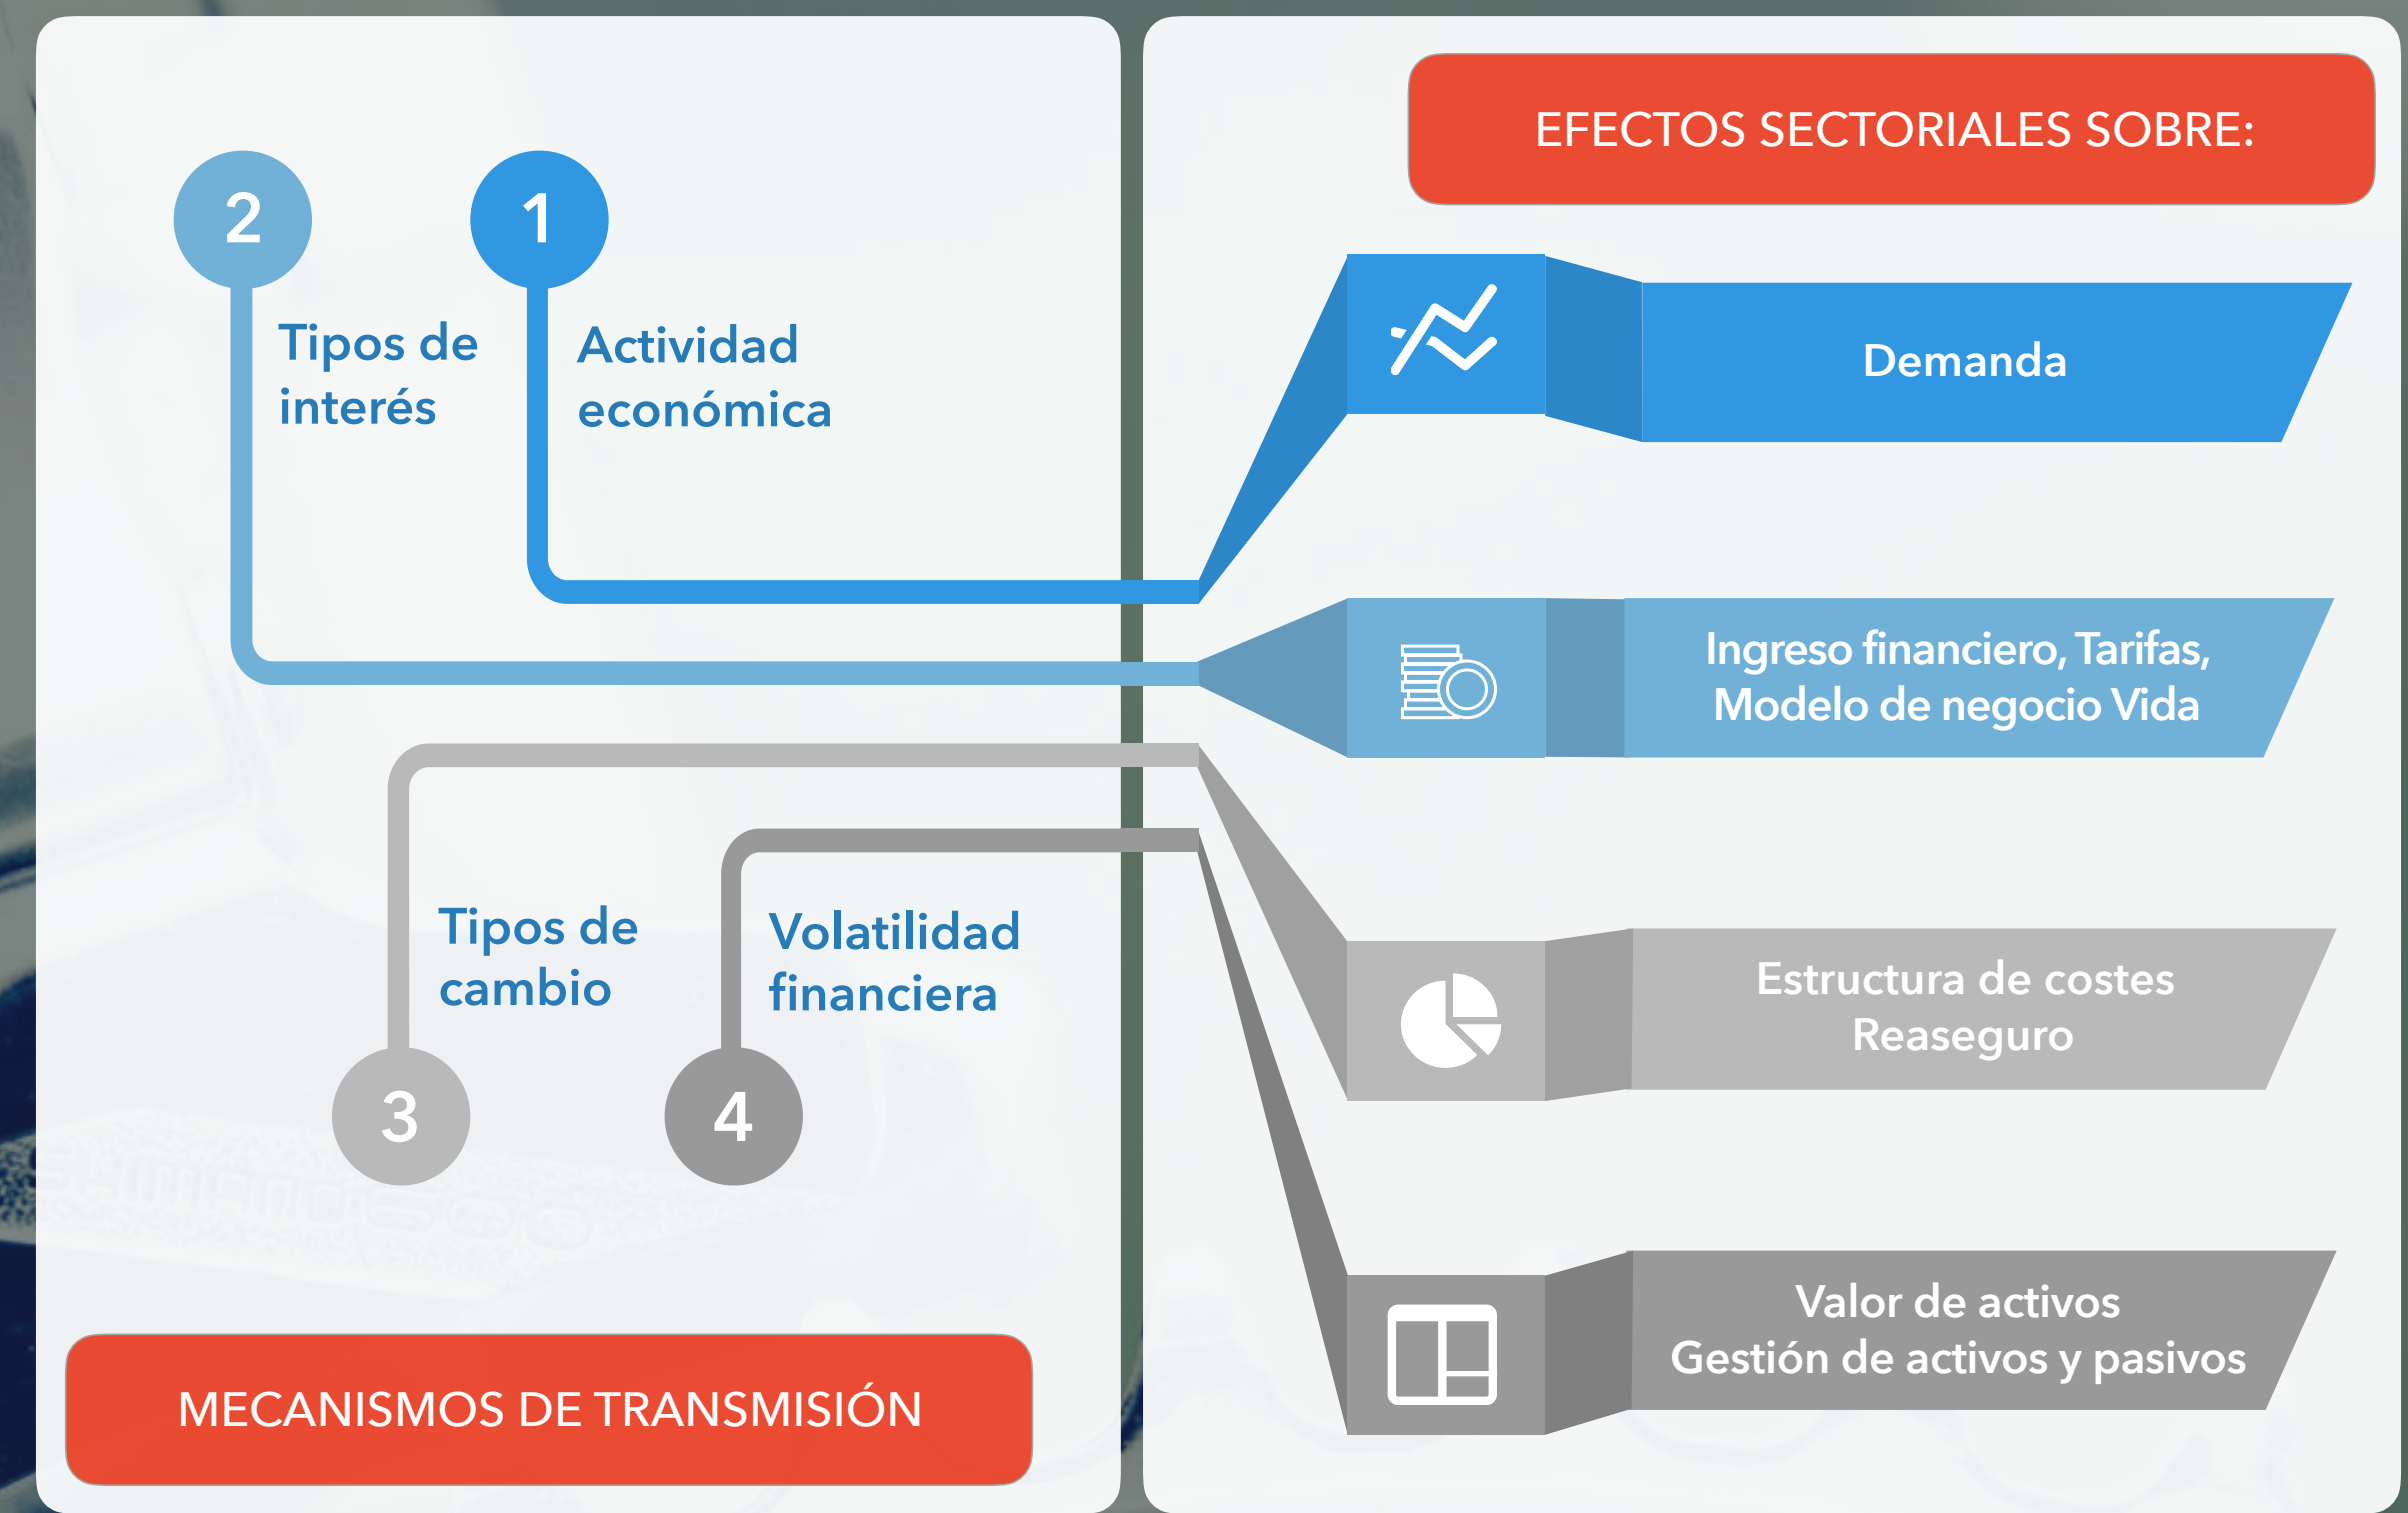 2
1
Tipos de
interés
Actividad
económica
Tipos de
cambio
Volatilidad
financiera
3
4
MECANISMOS DE TRANSMISIÓN
EFECTOS SECTORIALES SOBRE:
Demanda
Ingreso financiero, Tarifas,
Modelo de negocio Vida
Estructura de costes
Reaseguro
Valor de activos
Gestión de activos y pasivos
SHIMANO